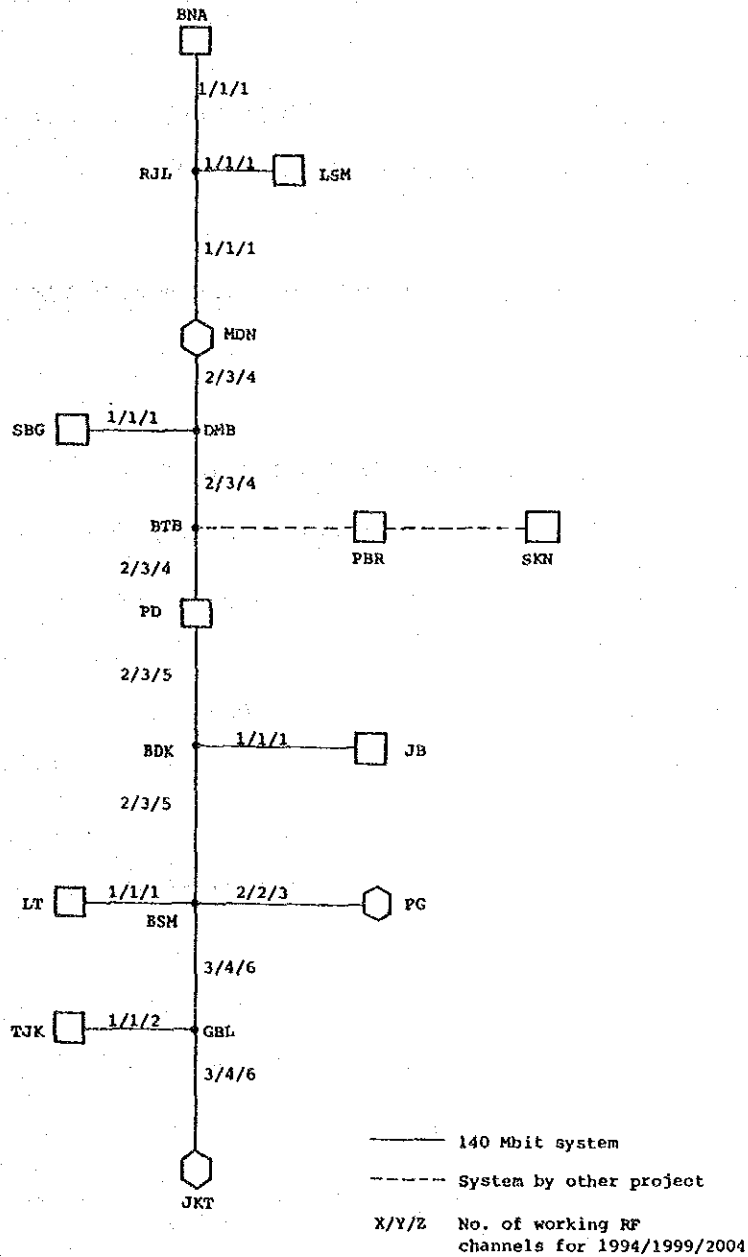 BNA
1/1/1
RJL 1/1/1 LSM
1/1/1
MDN
2/3/4
SBG 1/1/1 DMB
2/3/4
BTB
PBR SKN
2/3/4
PD
2/3/5
BDK 1/1/1 JB
2/3/5
LT 1/1/1 BSM 2/2/3 PG
3/4/6
TJK 1/1/2 GBL
3/4/6
JKT
140 Mbit system
System by other project
X/Y/Z No. of working RF
channels for 1994/1999/2004